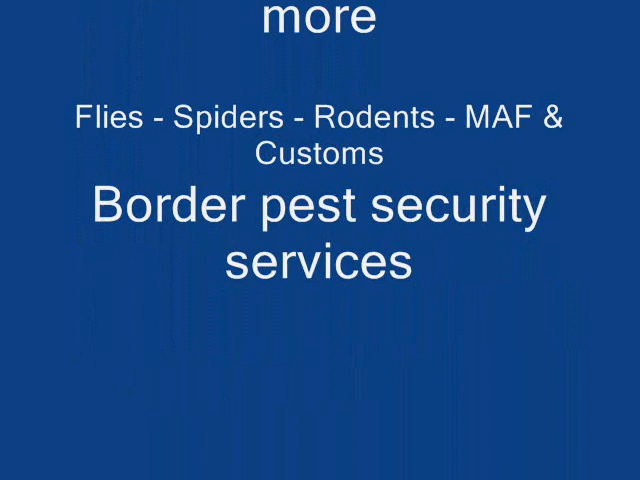 more
Flies - Spiders - Rodents - MAF &
Customs
Border pest security
services